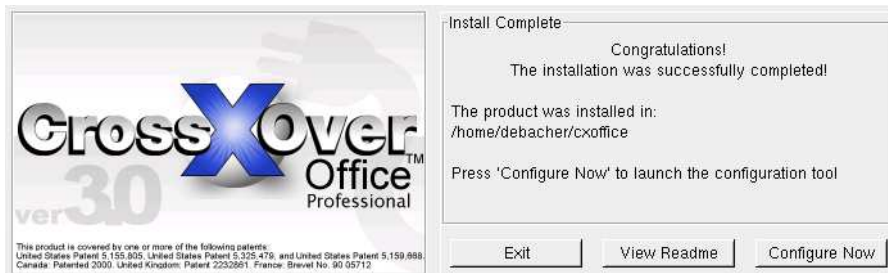 CrossOver
Office™
Professional
ver 3.0
This product is covered by one or more of the following patents:
United States Patent 5,155,805, United States Patent 5,325,479, and United States Patent 5,159,668.
Canada: Patented 2000. United Kingdom: Patent 2232861. France: Brevet No. 90 05712
Install Complete
Congratulations!
The installation was successfully completed!
The product was installed in:
/home/debacher/cxoffice
Press 'Configure Now' to launch the configuration tool
Exit
View Readme
Configure Now